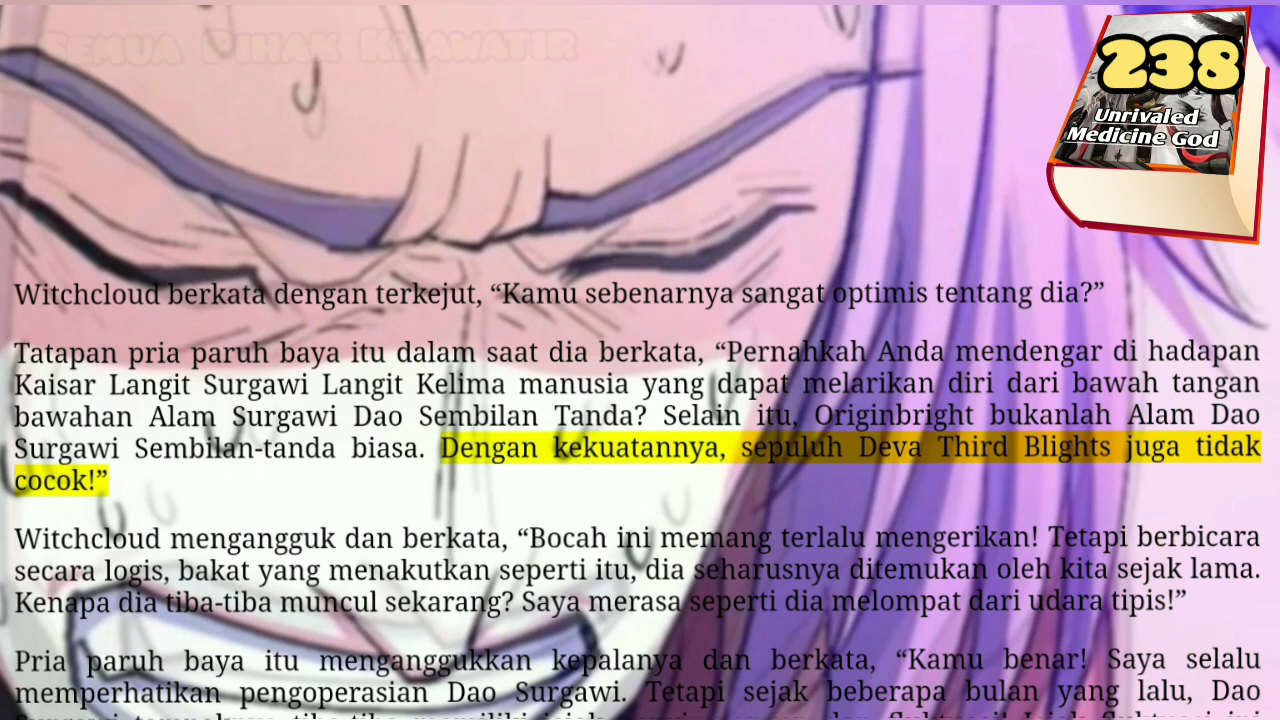 Semua Pihak Khawatir
238
Unrivaled
Medicine God
Witchcloud berkata dengan terkejut, “Kamu sebenarnya sangat optimis tentang dia?”
Tatapan pria paruh baya itu dalam saat dia berkata, “Pernahkah Anda mendengar di hadapan
Kaisar Langit Surgawi Langit Kelima manusia yang dapat melarikan diri dari bawah tangan
bawahan Alam Surgawi Dao Sembilan Tanda? Selain itu, Originbright bukanlah Alam Dao
Surgawi Sembilan-tanda biasa. Dengan kekuatannya, sepuluh Deva Third Blights juga tidak
cocok!”
Witchcloud mengangguk dan berkata, “Bocah ini memang terlalu mengerikan! Tetapi berbicara
secara logis, bakat yang menakutkan seperti itu, dia seharusnya ditemukan oleh kita sejak lama.
Kenapa dia tiba-tiba muncul sekarang? Saya merasa seperti dia melompat dari udara tipis!”
Pria paruh baya itu menganggukkan kepalanya dan berkata, “Kamu benar! Saya selalu
memperhatikan pengoperasian Dao Surgawi. Tetapi sejak beberapa bulan yang lalu, Dao